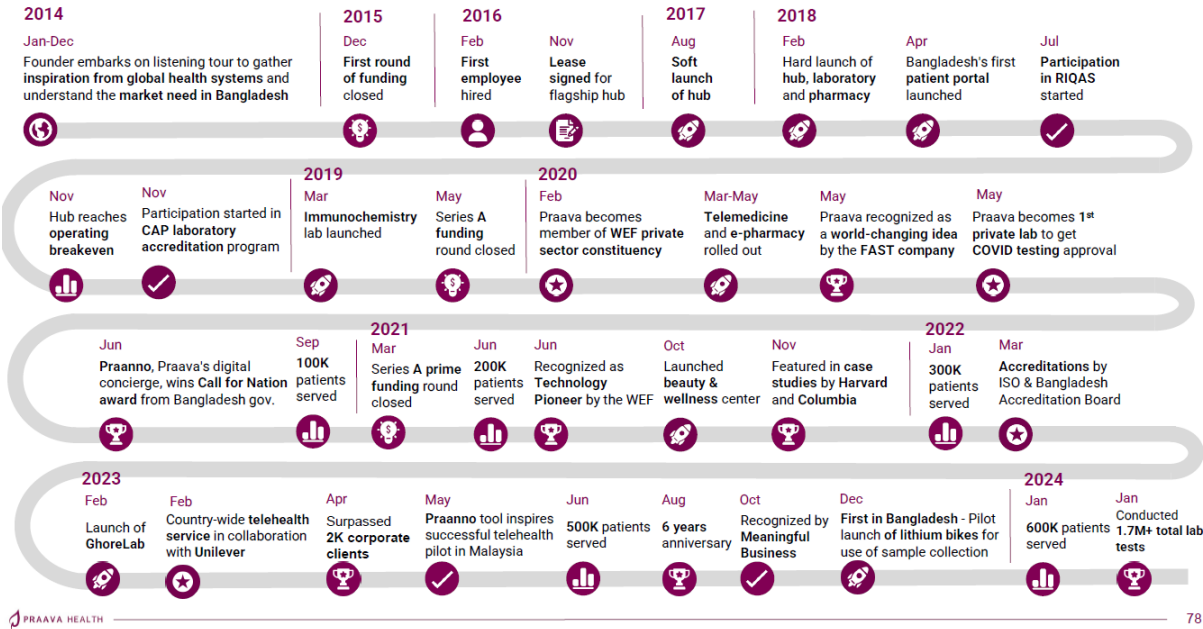 2014
Jan-Dec
Founder embarks on listening tour to gather
inspiration from global health systems and
understand the market need in Bangladesh
2015
Dec
First round
of funding
closed
2016
Feb
First
employee
hired
Nov
Lease
signed for
flagship hub
2017
Aug
Soft
launch
of hub
2018
Feb
Hard launch of
hub, laboratory
and pharmacy
Apr
Bangladesh's first
patient portal
launched
Jul
Participation
in RIQAS
started
Nov
Hub reaches
operating
breakeven
Nov
Participation started in
CAP laboratory
accreditation program
2019
Mar
Immunochemistry
lab launched
May
Series A
funding
round closed
2020
Feb
Praava becomes
member of WEF private
sector constituency
Mar-May
Telemedicine
and e-pharmacy
rolled out
May
Praava recognized as
a world-changing idea
by the FAST company
May
Praava becomes 1st
private lab to get
COVID testing approval
Jun
Praanno, Praava's digital
concierge, wins Call for Nation
award from Bangladesh gov.
Sep
100K
patients
served
2021
Mar
Series A prime
funding round
closed
Jun
200K
patients
served
Jun
Recognized as
Technology
Pioneer by the WEF
Oct
Launched
beauty &
wellness center
Nov
Featured in case
studies by Harvard
and Columbia
2022
Jan
300K
patients
served
Mar
Accreditations by
ISO & Bangladesh
Accreditation Board
2023
Feb
Launch of
GhoreLab
Feb
Country-wide telehealth
service in collaboration
with Unilever
Apr
Surpassed
2K corporate
clients
May
Praanno tool inspires
successful telehealth
pilot in Malaysia
Jun
500K patients
served
Aug
6 years
anniversary
Oct
Recognized by
Meaningful
Business
Dec
First in Bangladesh - Pilot
launch of lithium bikes for
use of sample collection
2024
Jan
600K patients
served
Jan
Conducted
1.7M+ total lab
tests
PRAAVA HEALTH
78